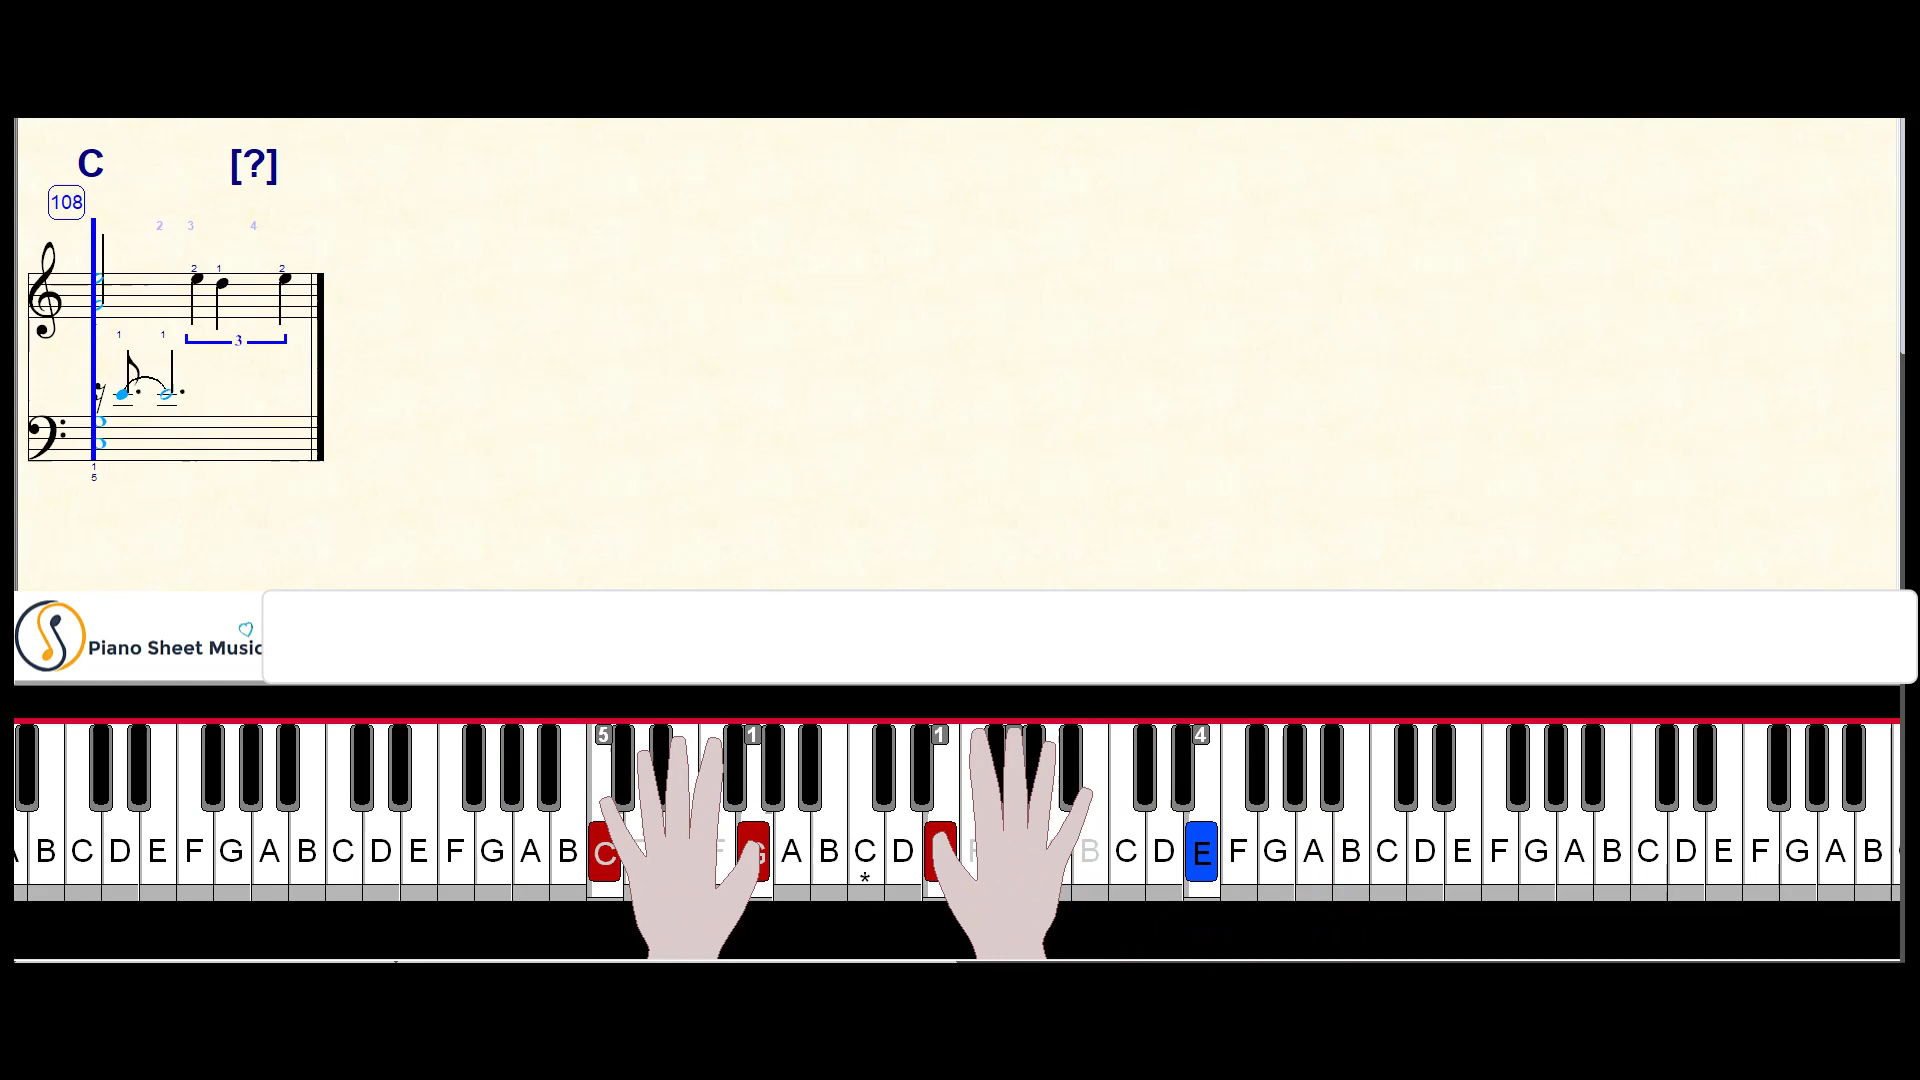 C [?]
108
2 3 4
2 1 2
1 1 3
1
5
Piano Sheet Music
5 1 1 4
B C D E F G A B C D E F G A B C F G A B C D F B C D E F G A B C D E F G A B C D E F G A B
*